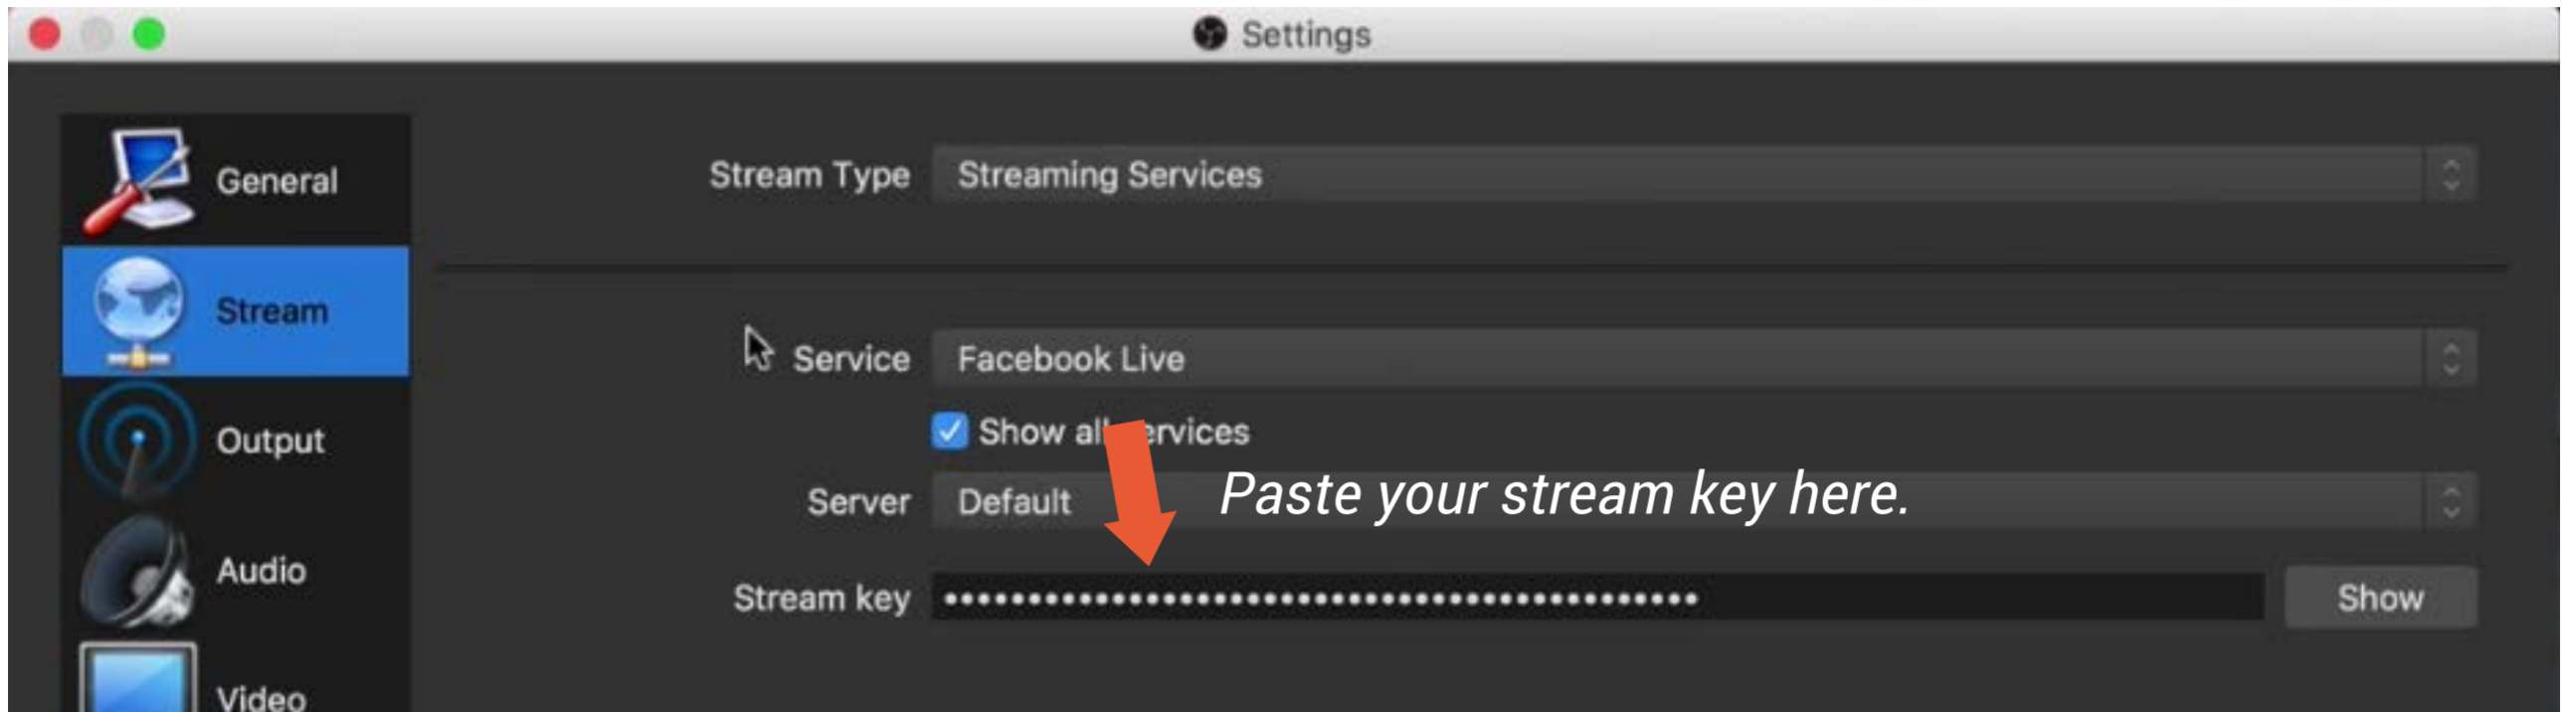 Settings
General
Stream Type Streaming Services
Stream
Service Facebook Live
Show all services
Output
Server Default
Paste your stream key here.
Audio
Stream key ••••••••••••••••••••••••••••••••••••••••••••• Show
Video